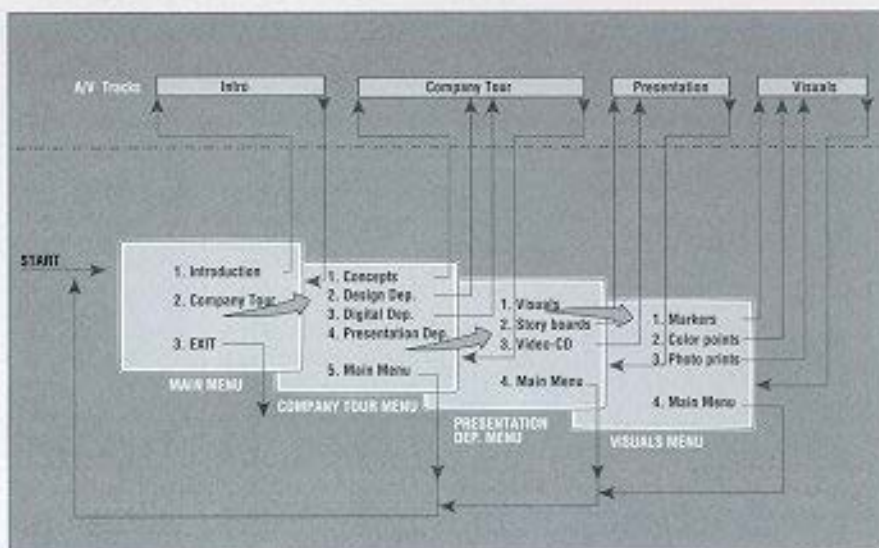 A/V Tracks
Intro
Company Tour
Presentation
Visuals
START
1. Introduction
2. Company Tour
3. EXIT
MAIN MENU
1. Concepts
2. Design Dep.
3. Digital Dep.
4. Presentation Dep.
5. Main Menu
COMPANY TOUR MENU
1. Visuals
2. Story boards
3. Video-CD
4. Main Menu
PRESENTATION
DEP. MENU
1. Markers
2. Color points
3. Photo prints
4. Main Menu
VISUALS MENU